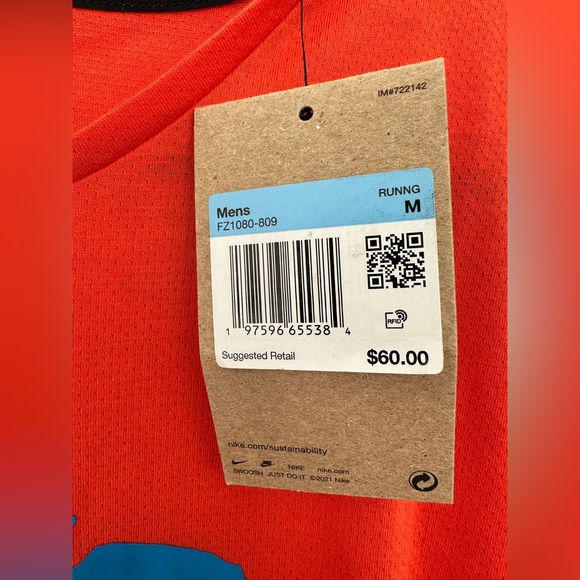 IM#722142
RUNNG
Mens M
FZ1080-809
RFID
1 97596 65538 4
Suggested Retail $60.00
nike.com/sustainability
NIKE nike.com
SWOOSH JUST DO IT ©2021 Nike